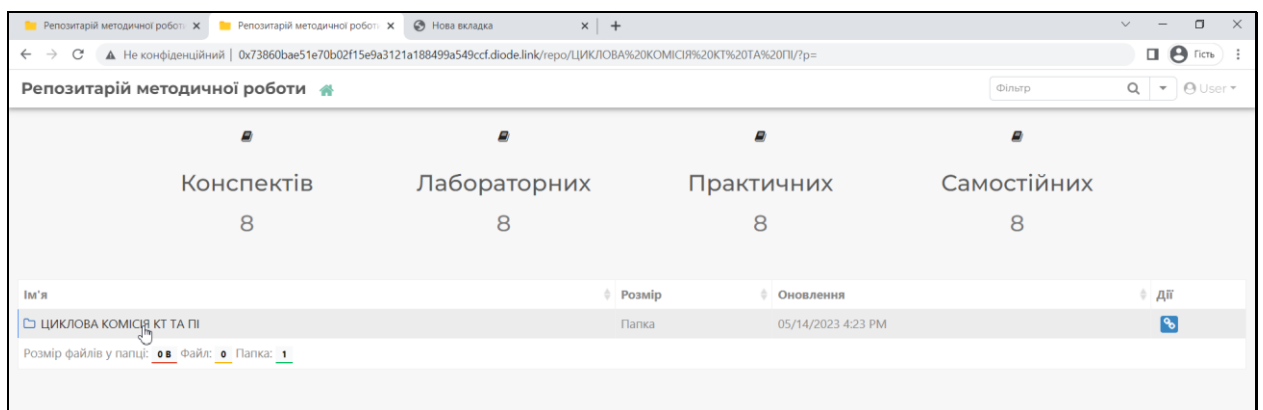 Репозитарій методичної робот Репозитарій методичної робот Нова вкладка
Не конфіденційний | 0x73860bae51e70b02f15e9a3121a188499a549ccf.diode.link/repo/ЦИКЛОВА%20КОМІСІЯ%20КТ%20ТА%20ПІ/?p= Гість
Репозитарій методичної роботи Фільтр User
Конспектів Лабораторних Практичних Самостійних
8 8 8 8
Ім'я Розмір Оновлення Дії
ЦИКЛОВА КОМІСІЯ КТ ТА ПІ Папка 05/14/2023 4:23 PM
Розмір файлів у папці: 0 B Файл: 0 Папка: 1